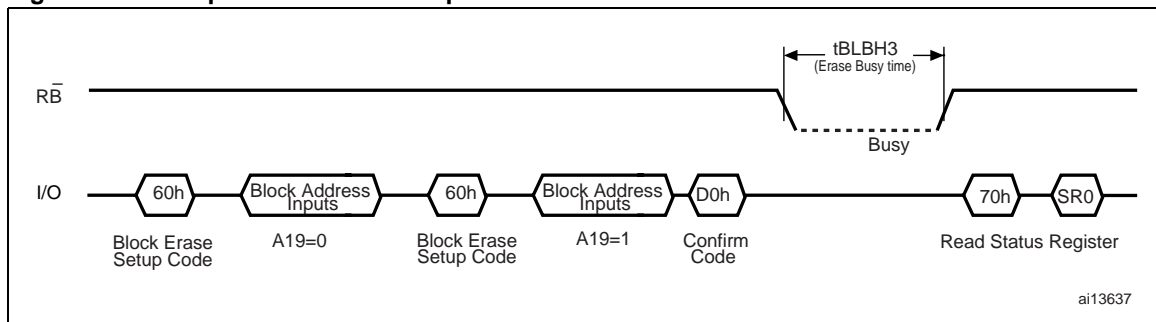 tBLBH3
(Erase Busy time)
RB̅
Busy
I/O
60h
Block Address
Inputs
60h
Block Address
Inputs
D0h
70h
SR0
Block Erase
Setup Code
A19=0
Block Erase
Setup Code
A19=1
Confirm
Code
Read Status Register
ai13637